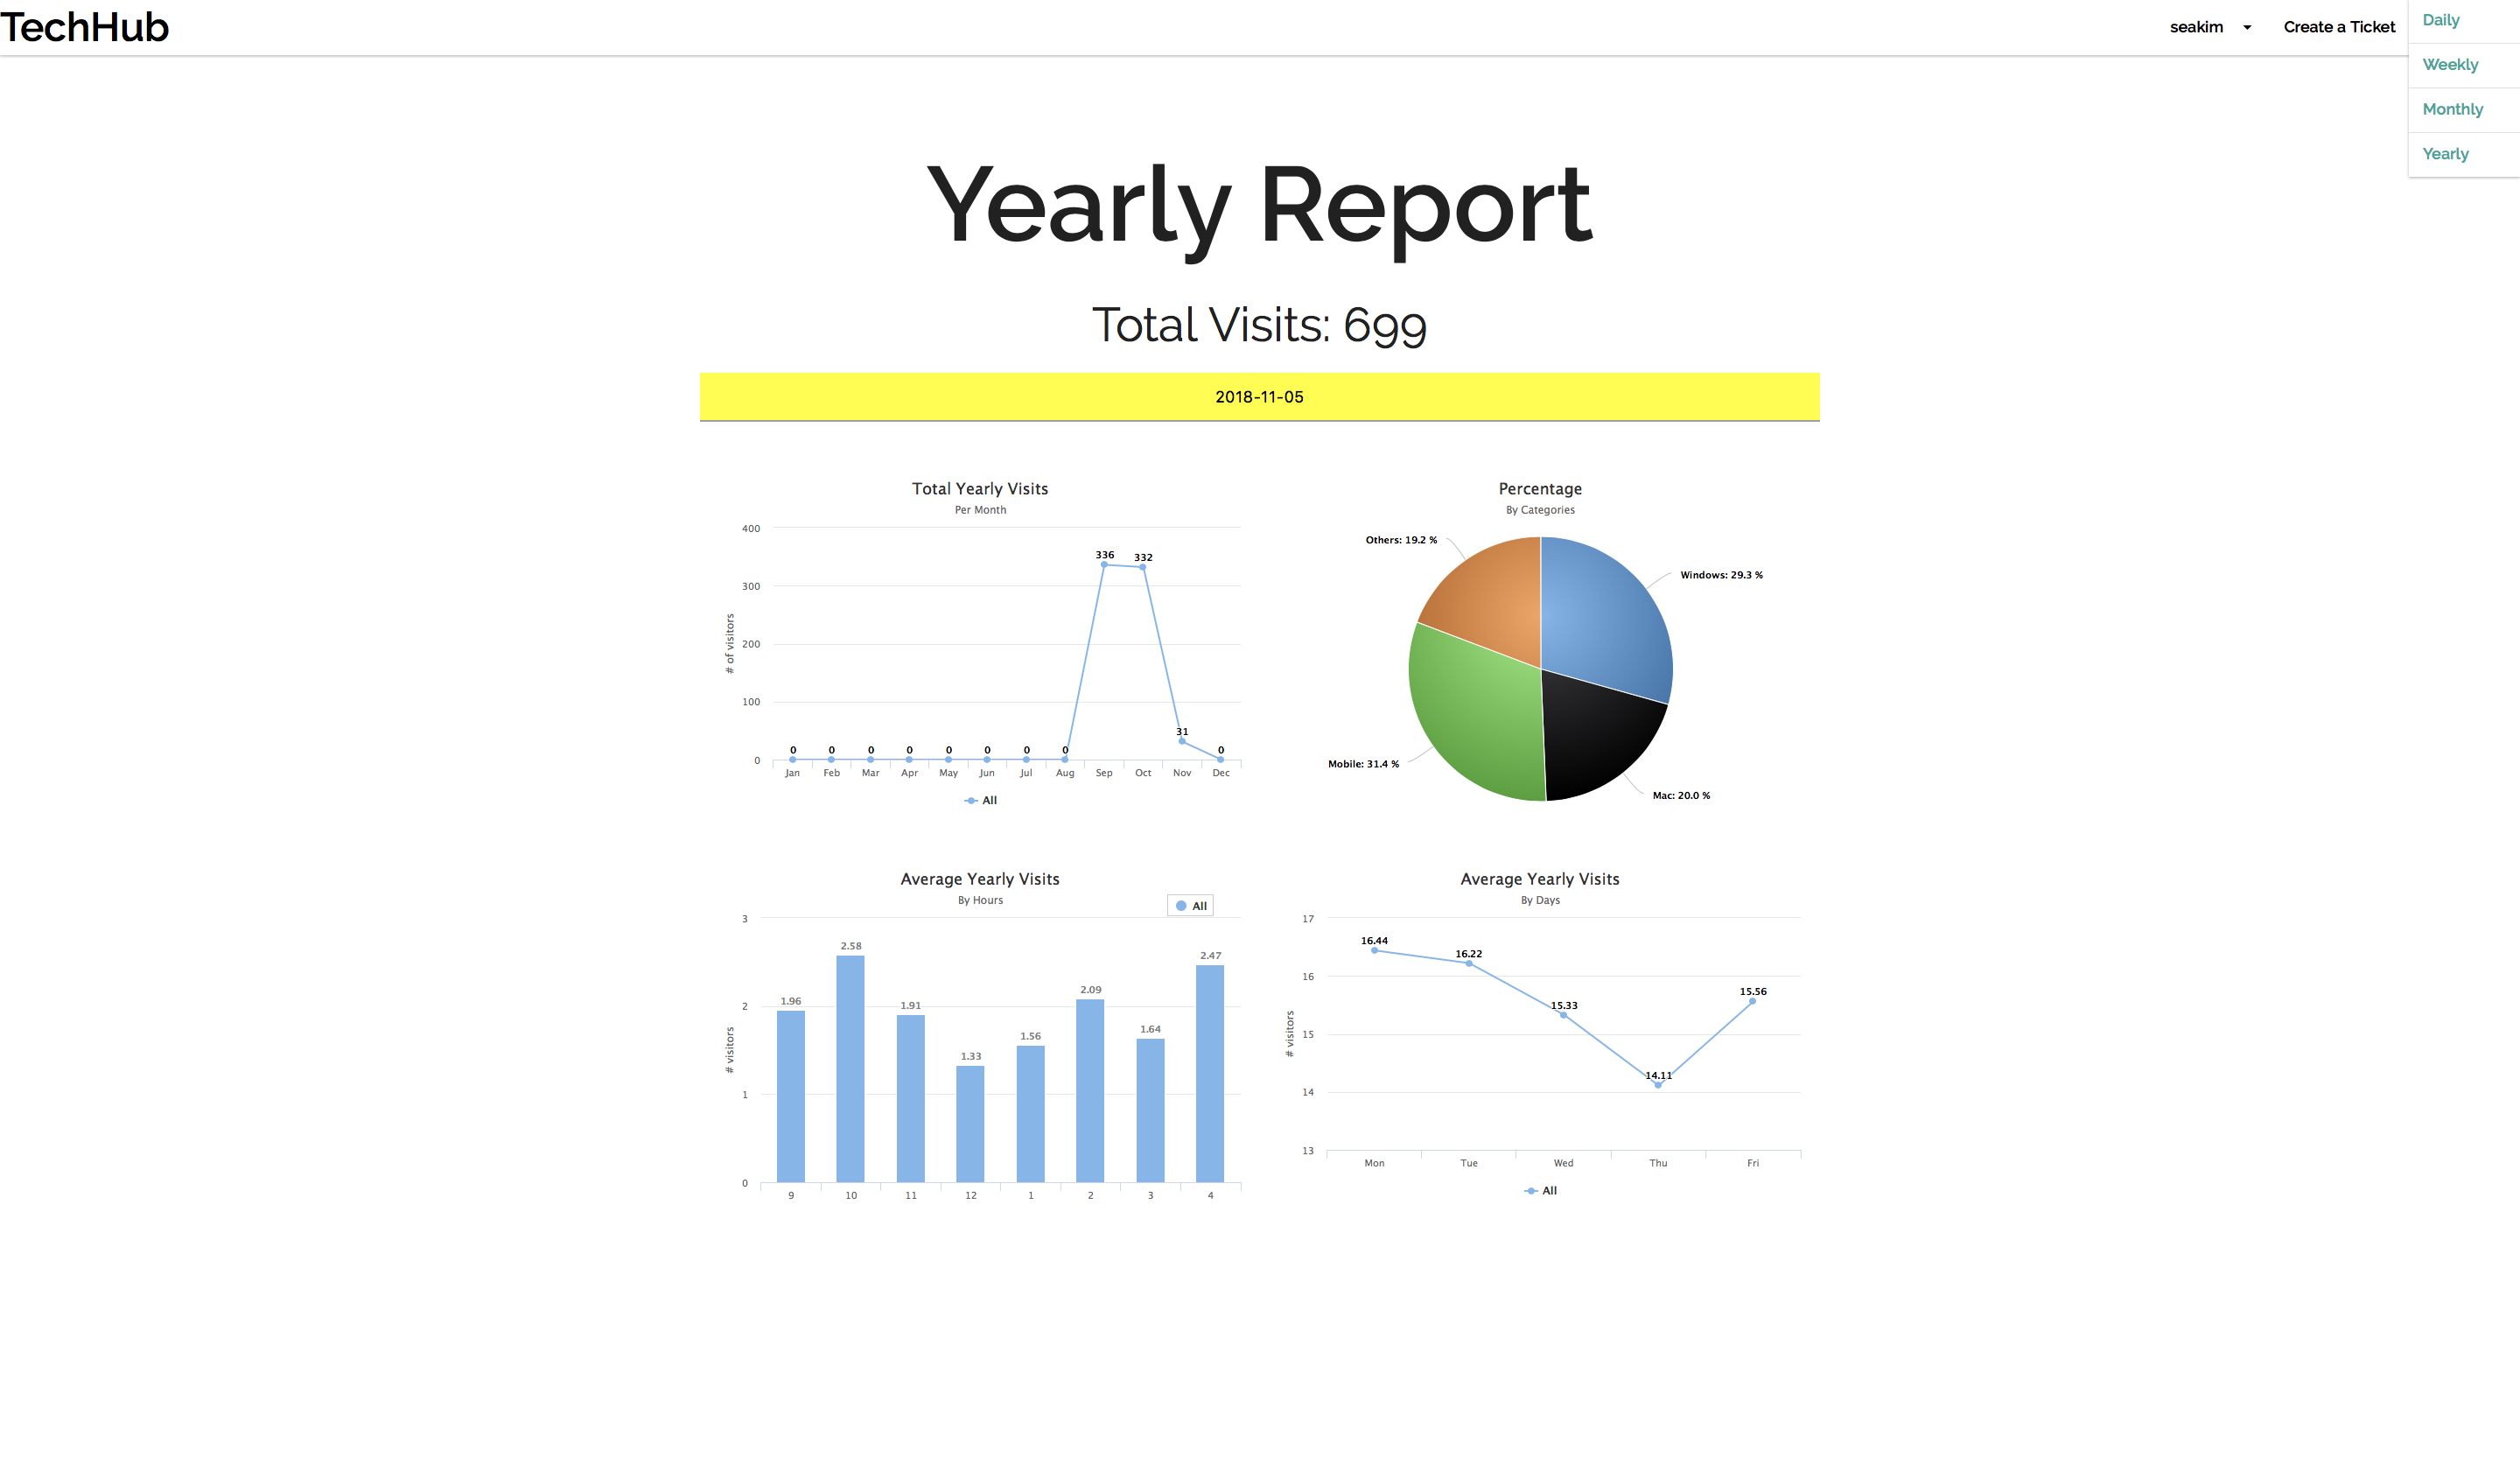 TechHub
seakim
Create a Ticket
Daily
Weekly
Monthly
Yearly
Yearly Report
Total Visits: 699
2018-11-05
Total Yearly Visits
Per Month
# of visitors
400
300
200
100
0
0 0 0 0 0 0 0 0 336 332 31 0
Jan Feb Mar Apr May Jun Jul Aug Sep Oct Nov Dec
All
Percentage
By Categories
Others: 19.2 %
Windows: 29.3 %
Mobile: 31.4 %
Mac: 20.0 %
Average Yearly Visits
By Hours
All
# visitors
3
2
1
0
1.96 2.58 1.91 1.33 1.56 2.09 1.64 2.47
9 10 11 12 1 2 3 4
Average Yearly Visits
By Days
# visitors
17
16
15
14
13
16.44 16.22 15.33 14.11 15.56
Mon Tue Wed Thu Fri
All